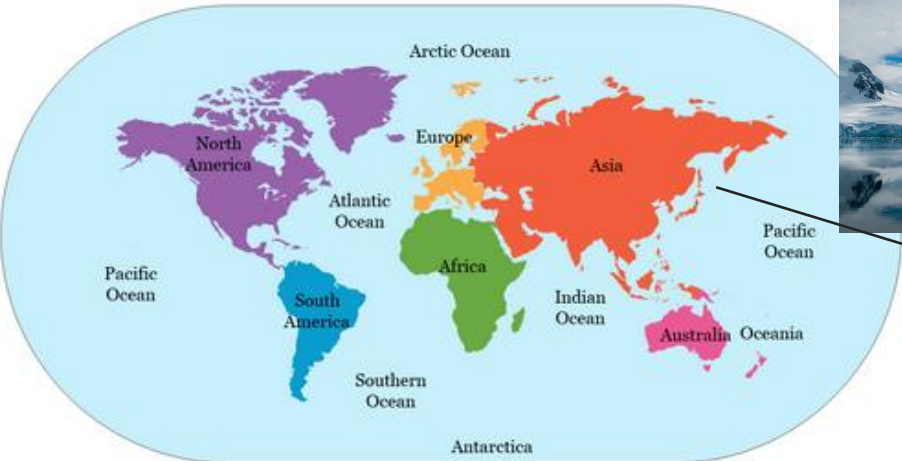 Arctic Ocean
North
America
Europe
Asia
Atlantic
Ocean
Pacific
Ocean
Africa
Pacific
Ocean
South
America
Indian
Ocean
Australia
Oceania
Southern
Ocean
Antarctica